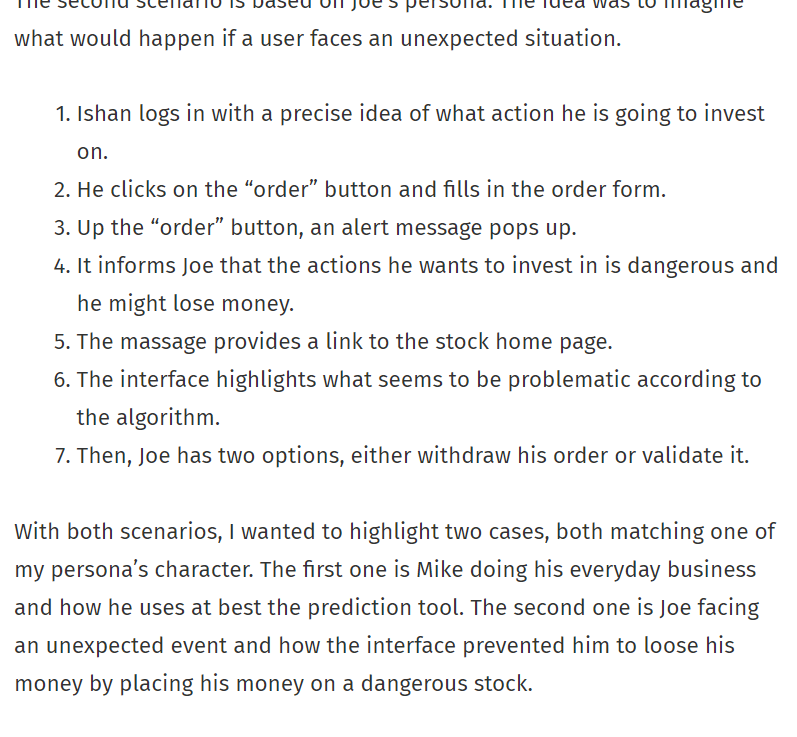 The second scenario is based on Joe's persona. The idea was to imagine
what would happen if a user faces an unexpected situation.
1. Ishan logs in with a precise idea of what action he is going to invest
on.
2. He clicks on the “order” button and fills in the order form.
3. Up the “order” button, an alert message pops up.
4. It informs Joe that the actions he wants to invest in is dangerous and
he might lose money.
5. The massage provides a link to the stock home page.
6. The interface highlights what seems to be problematic according to
the algorithm.
7. Then, Joe has two options, either withdraw his order or validate it.
With both scenarios, I wanted to highlight two cases, both matching one of
my persona’s character. The first one is Mike doing his everyday business
and how he uses at best the prediction tool. The second one is Joe facing
an unexpected event and how the interface prevented him to loose his
money by placing his money on a dangerous stock.